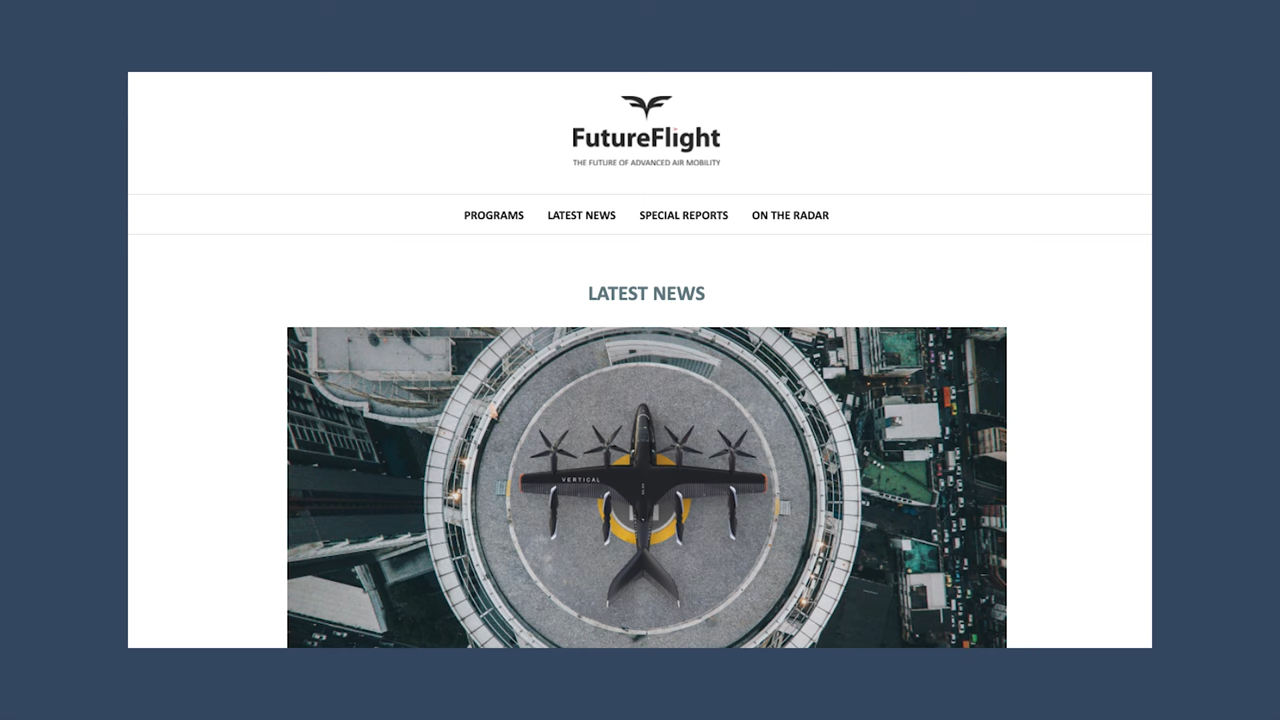 FutureFlight
THE FUTURE OF ADVANCED AIR MOBILITY
PROGRAMS LATEST NEWS SPECIAL REPORTS ON THE RADAR
LATEST NEWS
VERTICAL